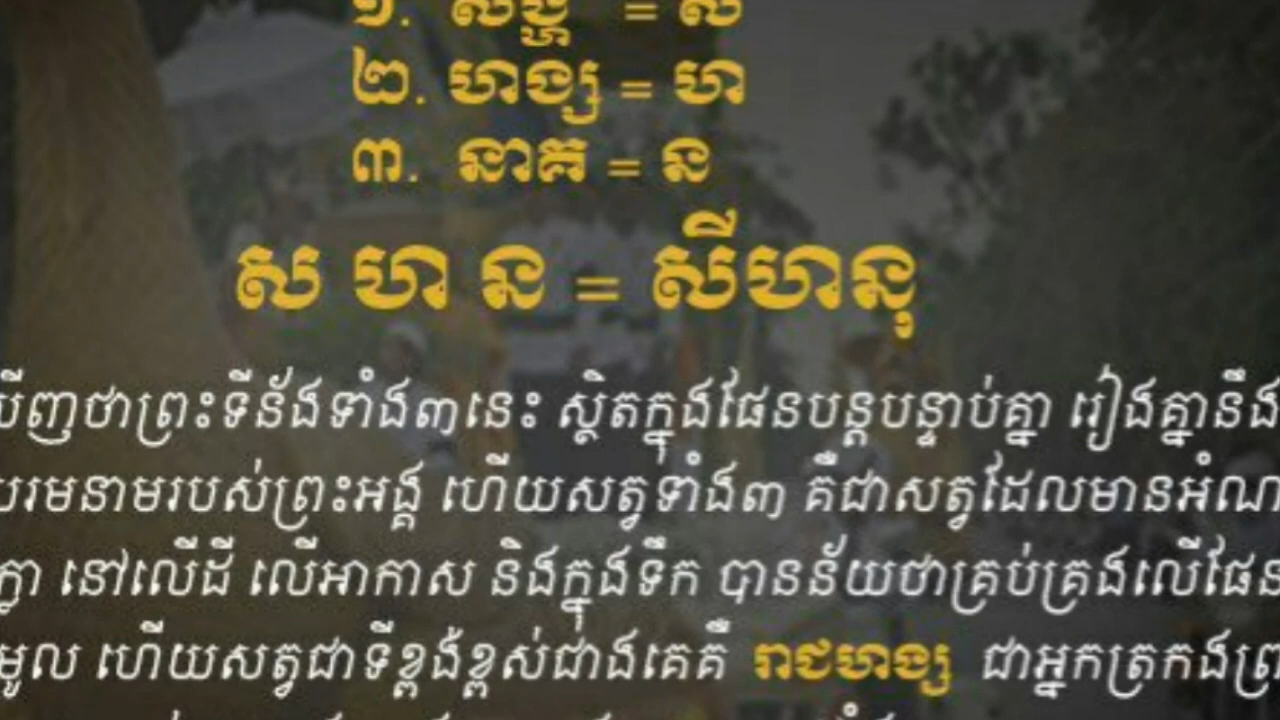 ១. សង្ហ = ស
២. ហង្ស = ហ
៣. នាគ = ន
ស ហ ន = សីហនុ
ឃើញថាព្រះទីន័ងទាំង៣នេះ ស្ថិតក្នុងផែនបន្តបន្ទាប់គ្នា រៀងគ្នានឹង
បរមនាមរបស់ព្រះអង្គ ហើយសត្វទាំង៣ គឺជាសត្វដែលមានអំណា
ក្លា នៅលើដី លើអាកាស និងក្នុងទឹក បានន័យថាគ្រប់គ្រងលើផែន
មូល ហើយសត្វជាទីខ្ពង់ខ្ពស់ជាងគេគឺ រាជហង្ស ជាអ្នកត្រកងព្រ